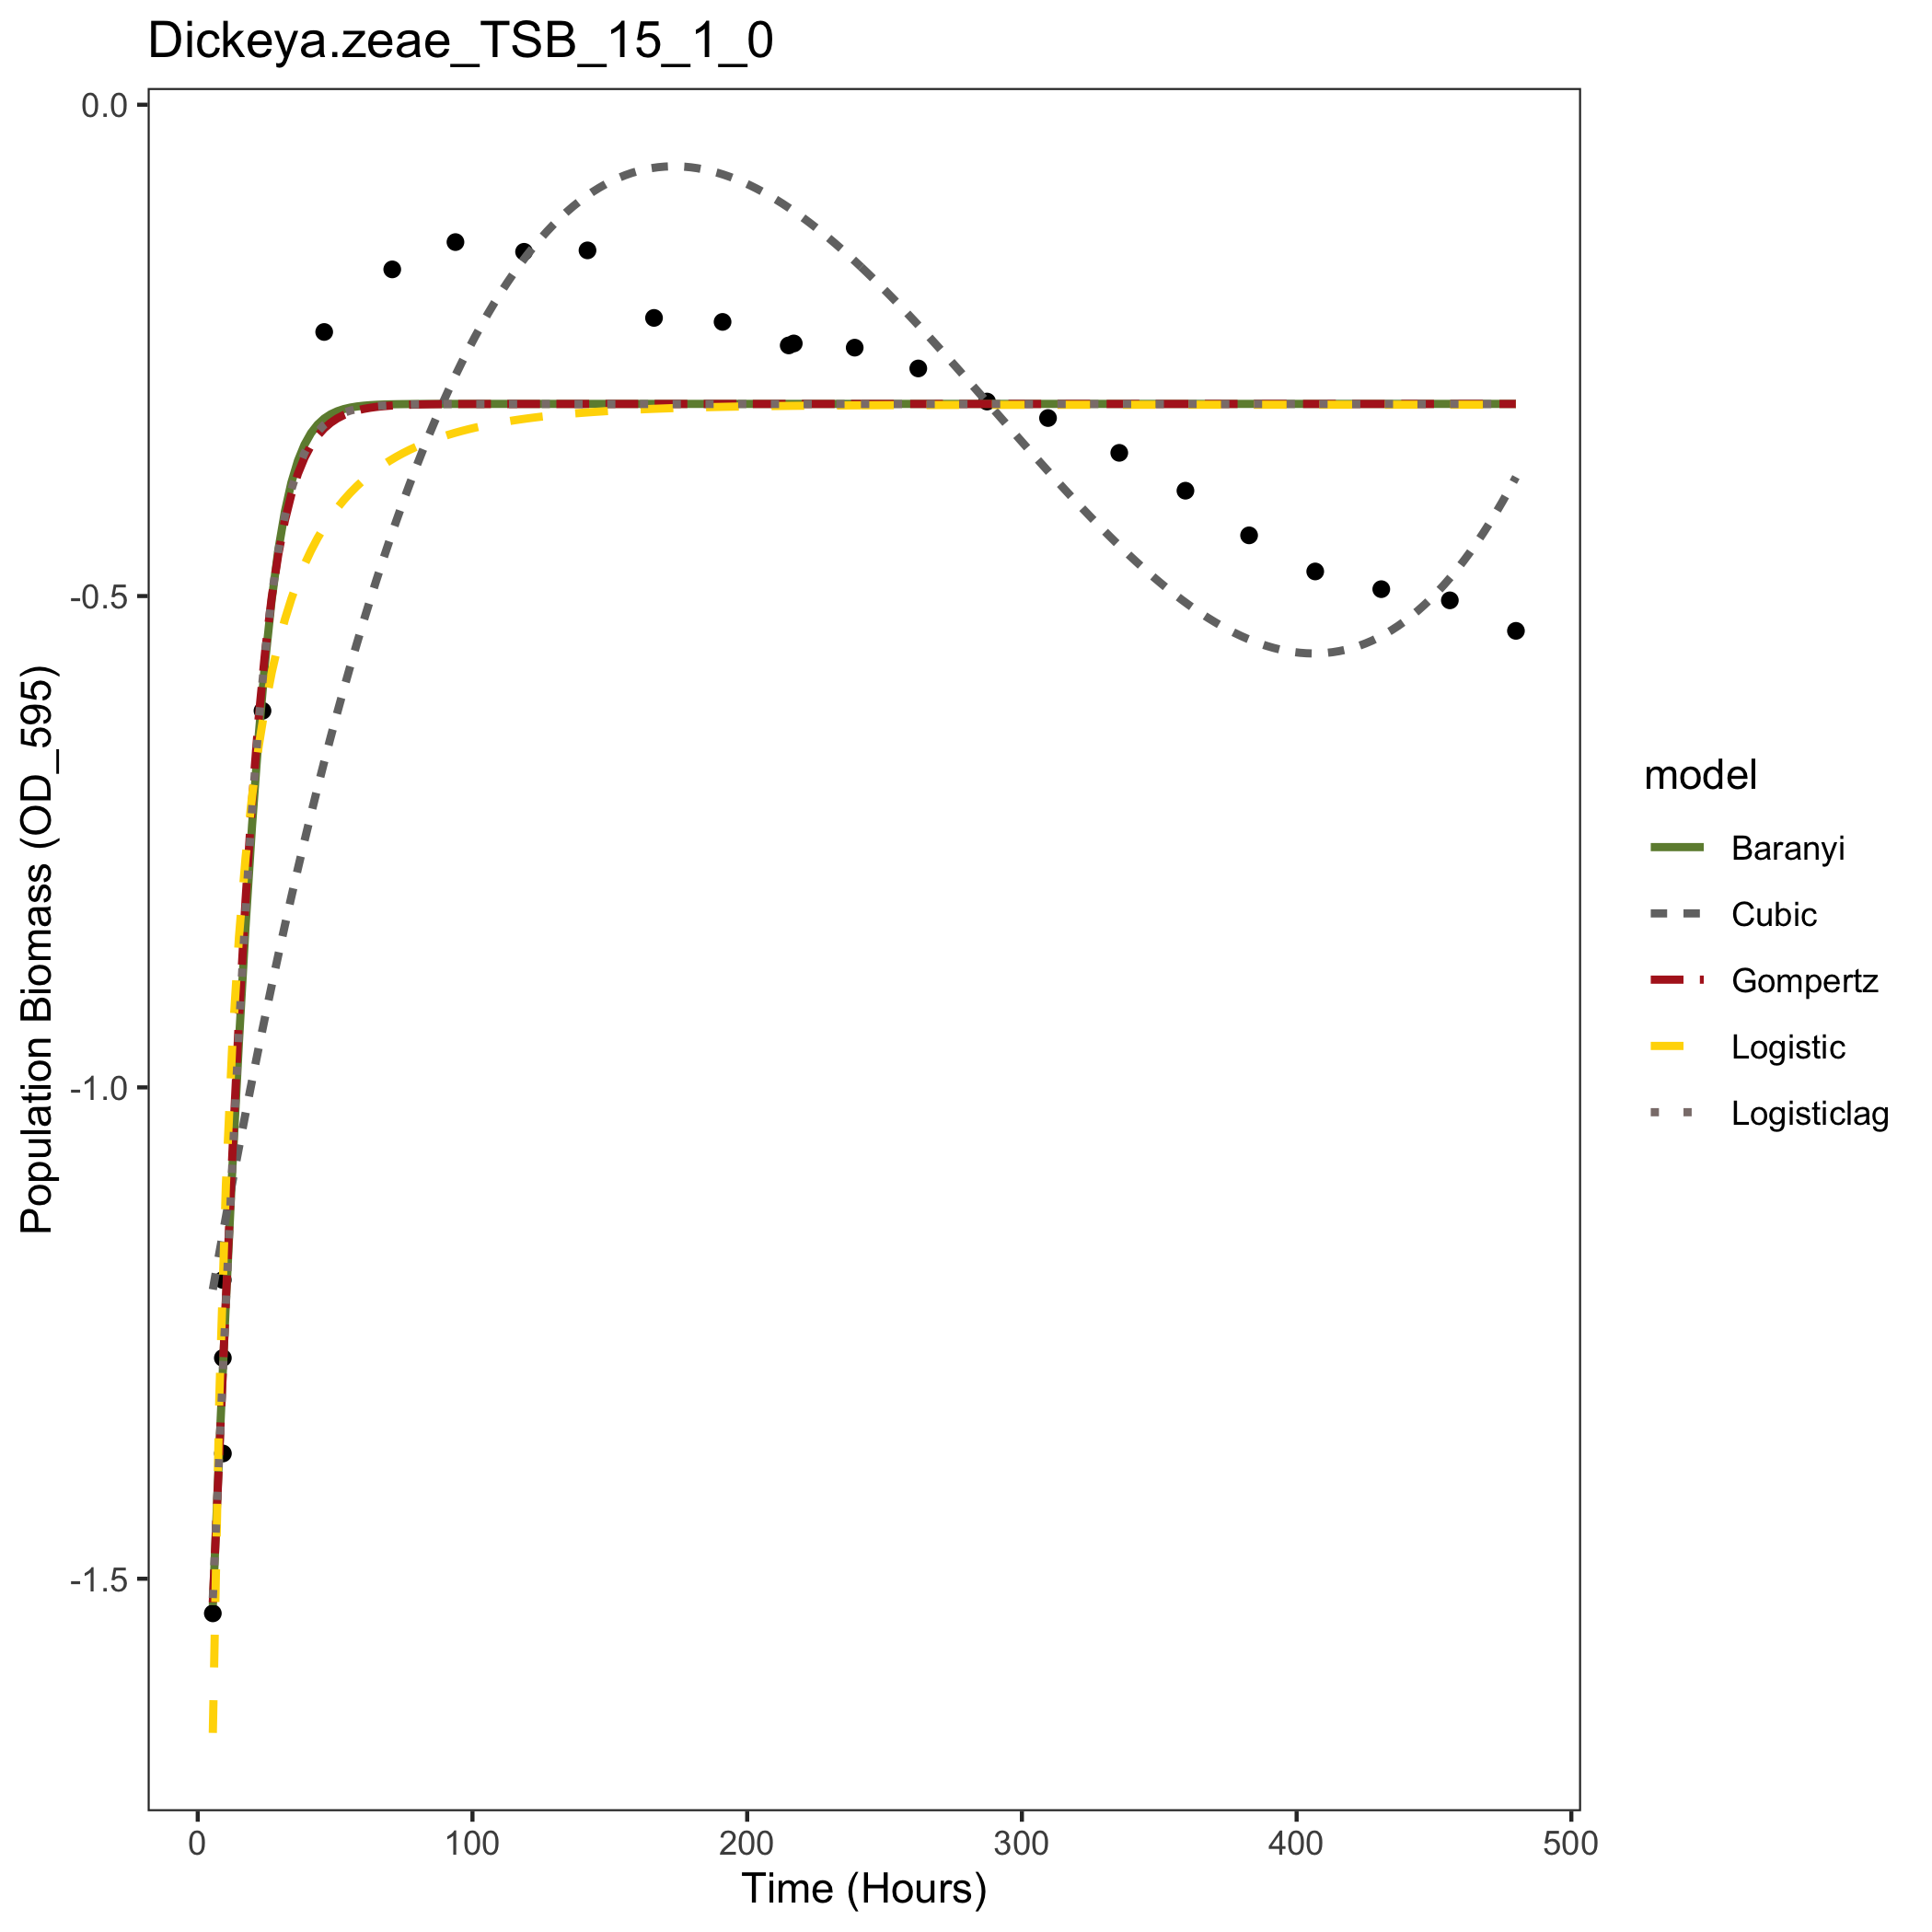 Dickeya.zeae_TSB_15_1_0
0.0
-0.5
-1.0
-1.5
Population Biomass (OD_595)
0 100 200 300 400 500
Time (Hours)
model
Baranyi
Cubic
Gompertz
Logistic
Logisticlag